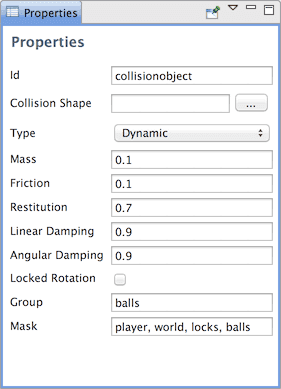 Properties
Properties
Id collisionobject
Collision Shape ...
Type Dynamic
Mass 0.1
Friction 0.1
Restitution 0.7
Linear Damping 0.9
Angular Damping 0.9
Locked Rotation
Group balls
Mask player, world, locks, balls